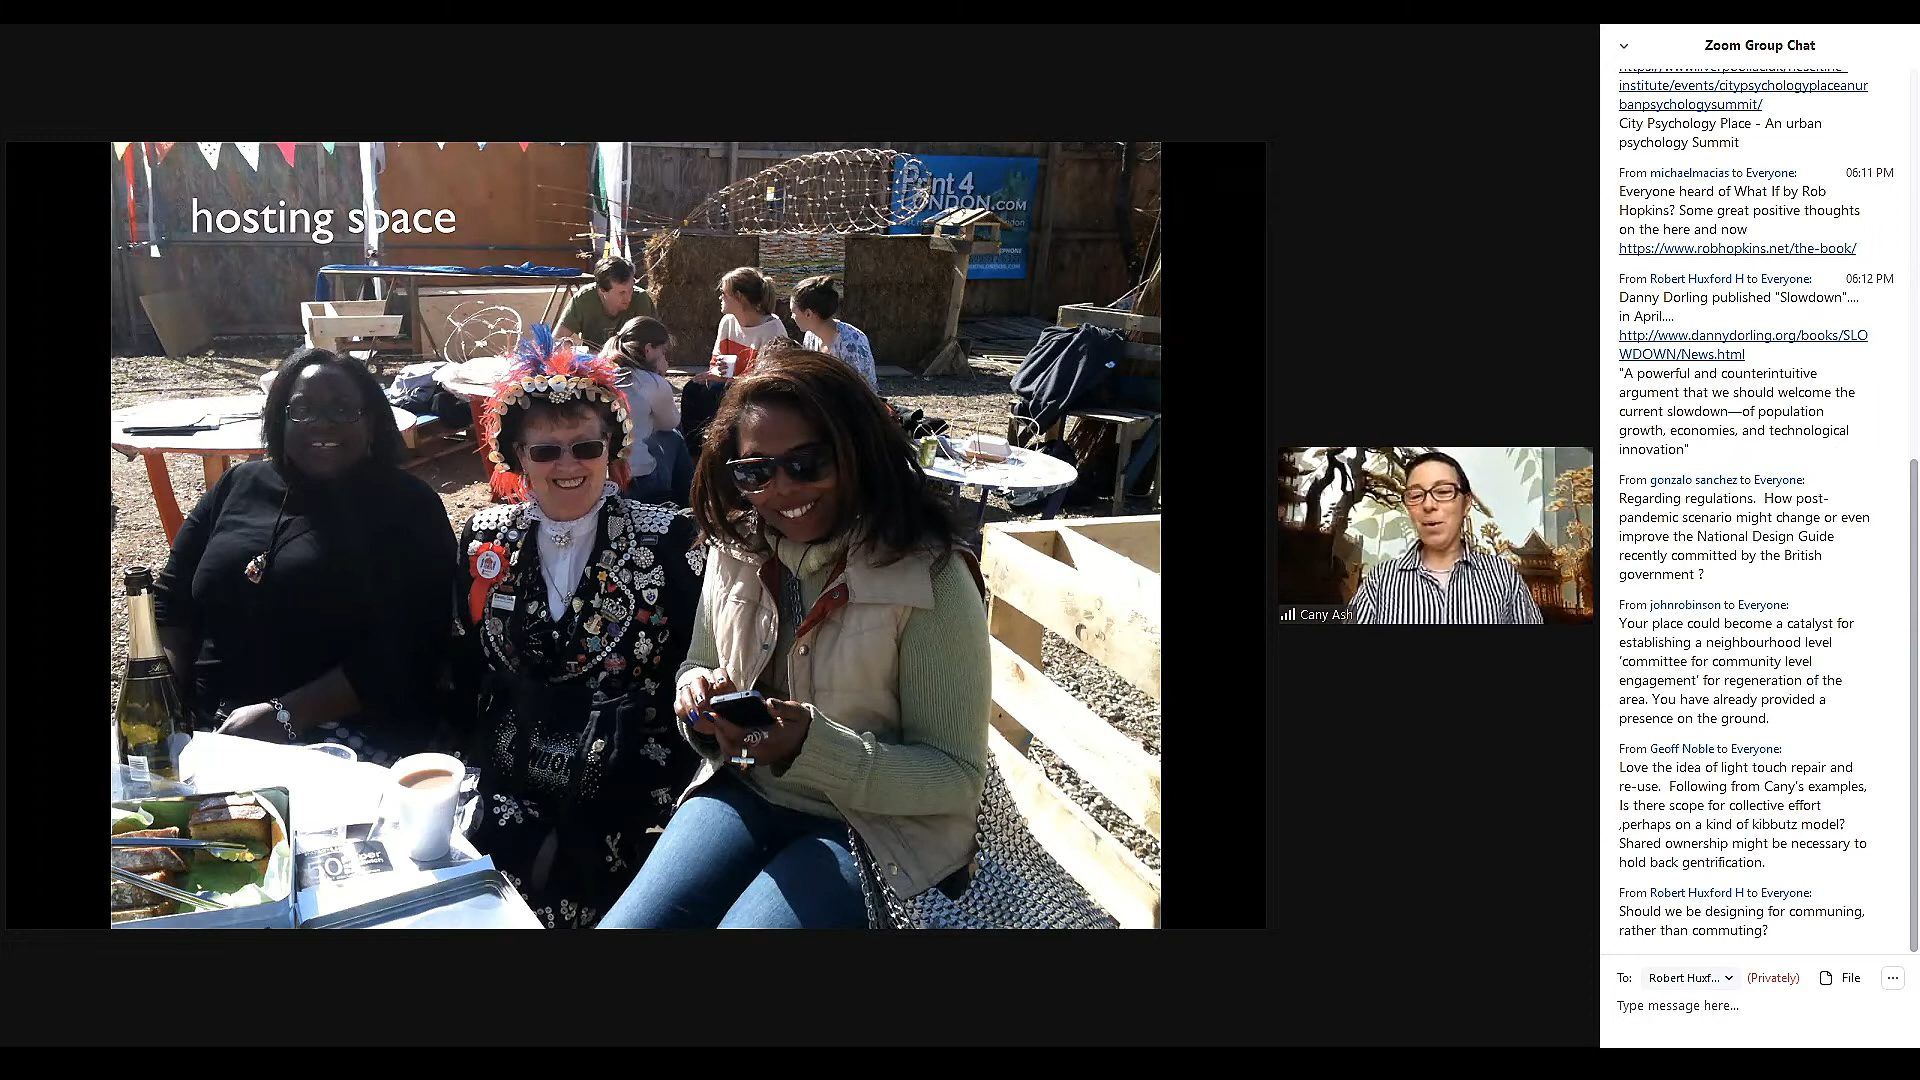 hosting space
Print 4
LONDON.COM
Cany Ash
Zoom Group Chat
institute/events/citypsychologyplaceanur
banpsychologysummit/
City Psychology Place - An urban
psychology Summit
From michaelmacias to Everyone: 06:11 PM
Everyone heard of What If by Rob
Hopkins? Some great positive thoughts
on the here and now
https://www.robhopkins.net/the-book/
From Robert Huxford H to Everyone: 06:12 PM
Danny Dorling published "Slowdown"....
in April....
http://www.dannydorling.org/books/SLO
WDOWN/News.html
"A powerful and counterintuitive
argument that we should welcome the
current slowdown—of population
growth, economies, and technological
innovation"
From gonzalo sanchez to Everyone:
Regarding regulations.  How post-
pandemic scenario might change or even
improve the National Design Guide
recently committed by the British
government ?
From johnrobinson to Everyone:
Your place could become a catalyst for
establishing a neighbourhood level
‘committee for community level
engagement’ for regeneration of the
area. You have already provided a
presence on the ground.
From Geoff Noble to Everyone:
Love the idea of light touch repair and
re-use.  Following from Cany's examples,
Is there scope for collective effort
,perhaps on a kind of kibbutz model?
Shared ownership might be necessary to
hold back gentrification.
From Robert Huxford H to Everyone:
Should we be designing for communing,
rather than commuting?
To: Robert Huxf... (Privately) File
Type message here...